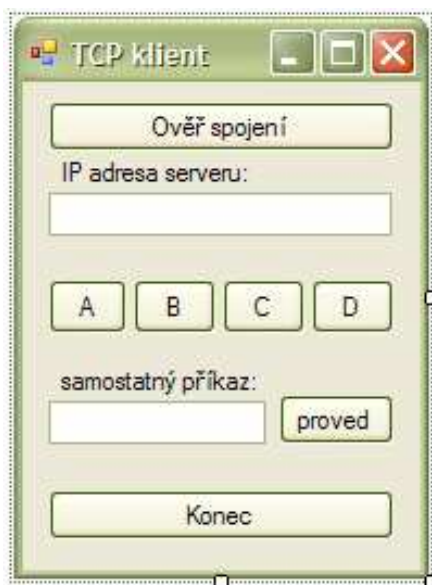 TCP klient
Ověř spojení
IP adresa serveru:
A B C D
samostatný příkaz:
proved
Konec